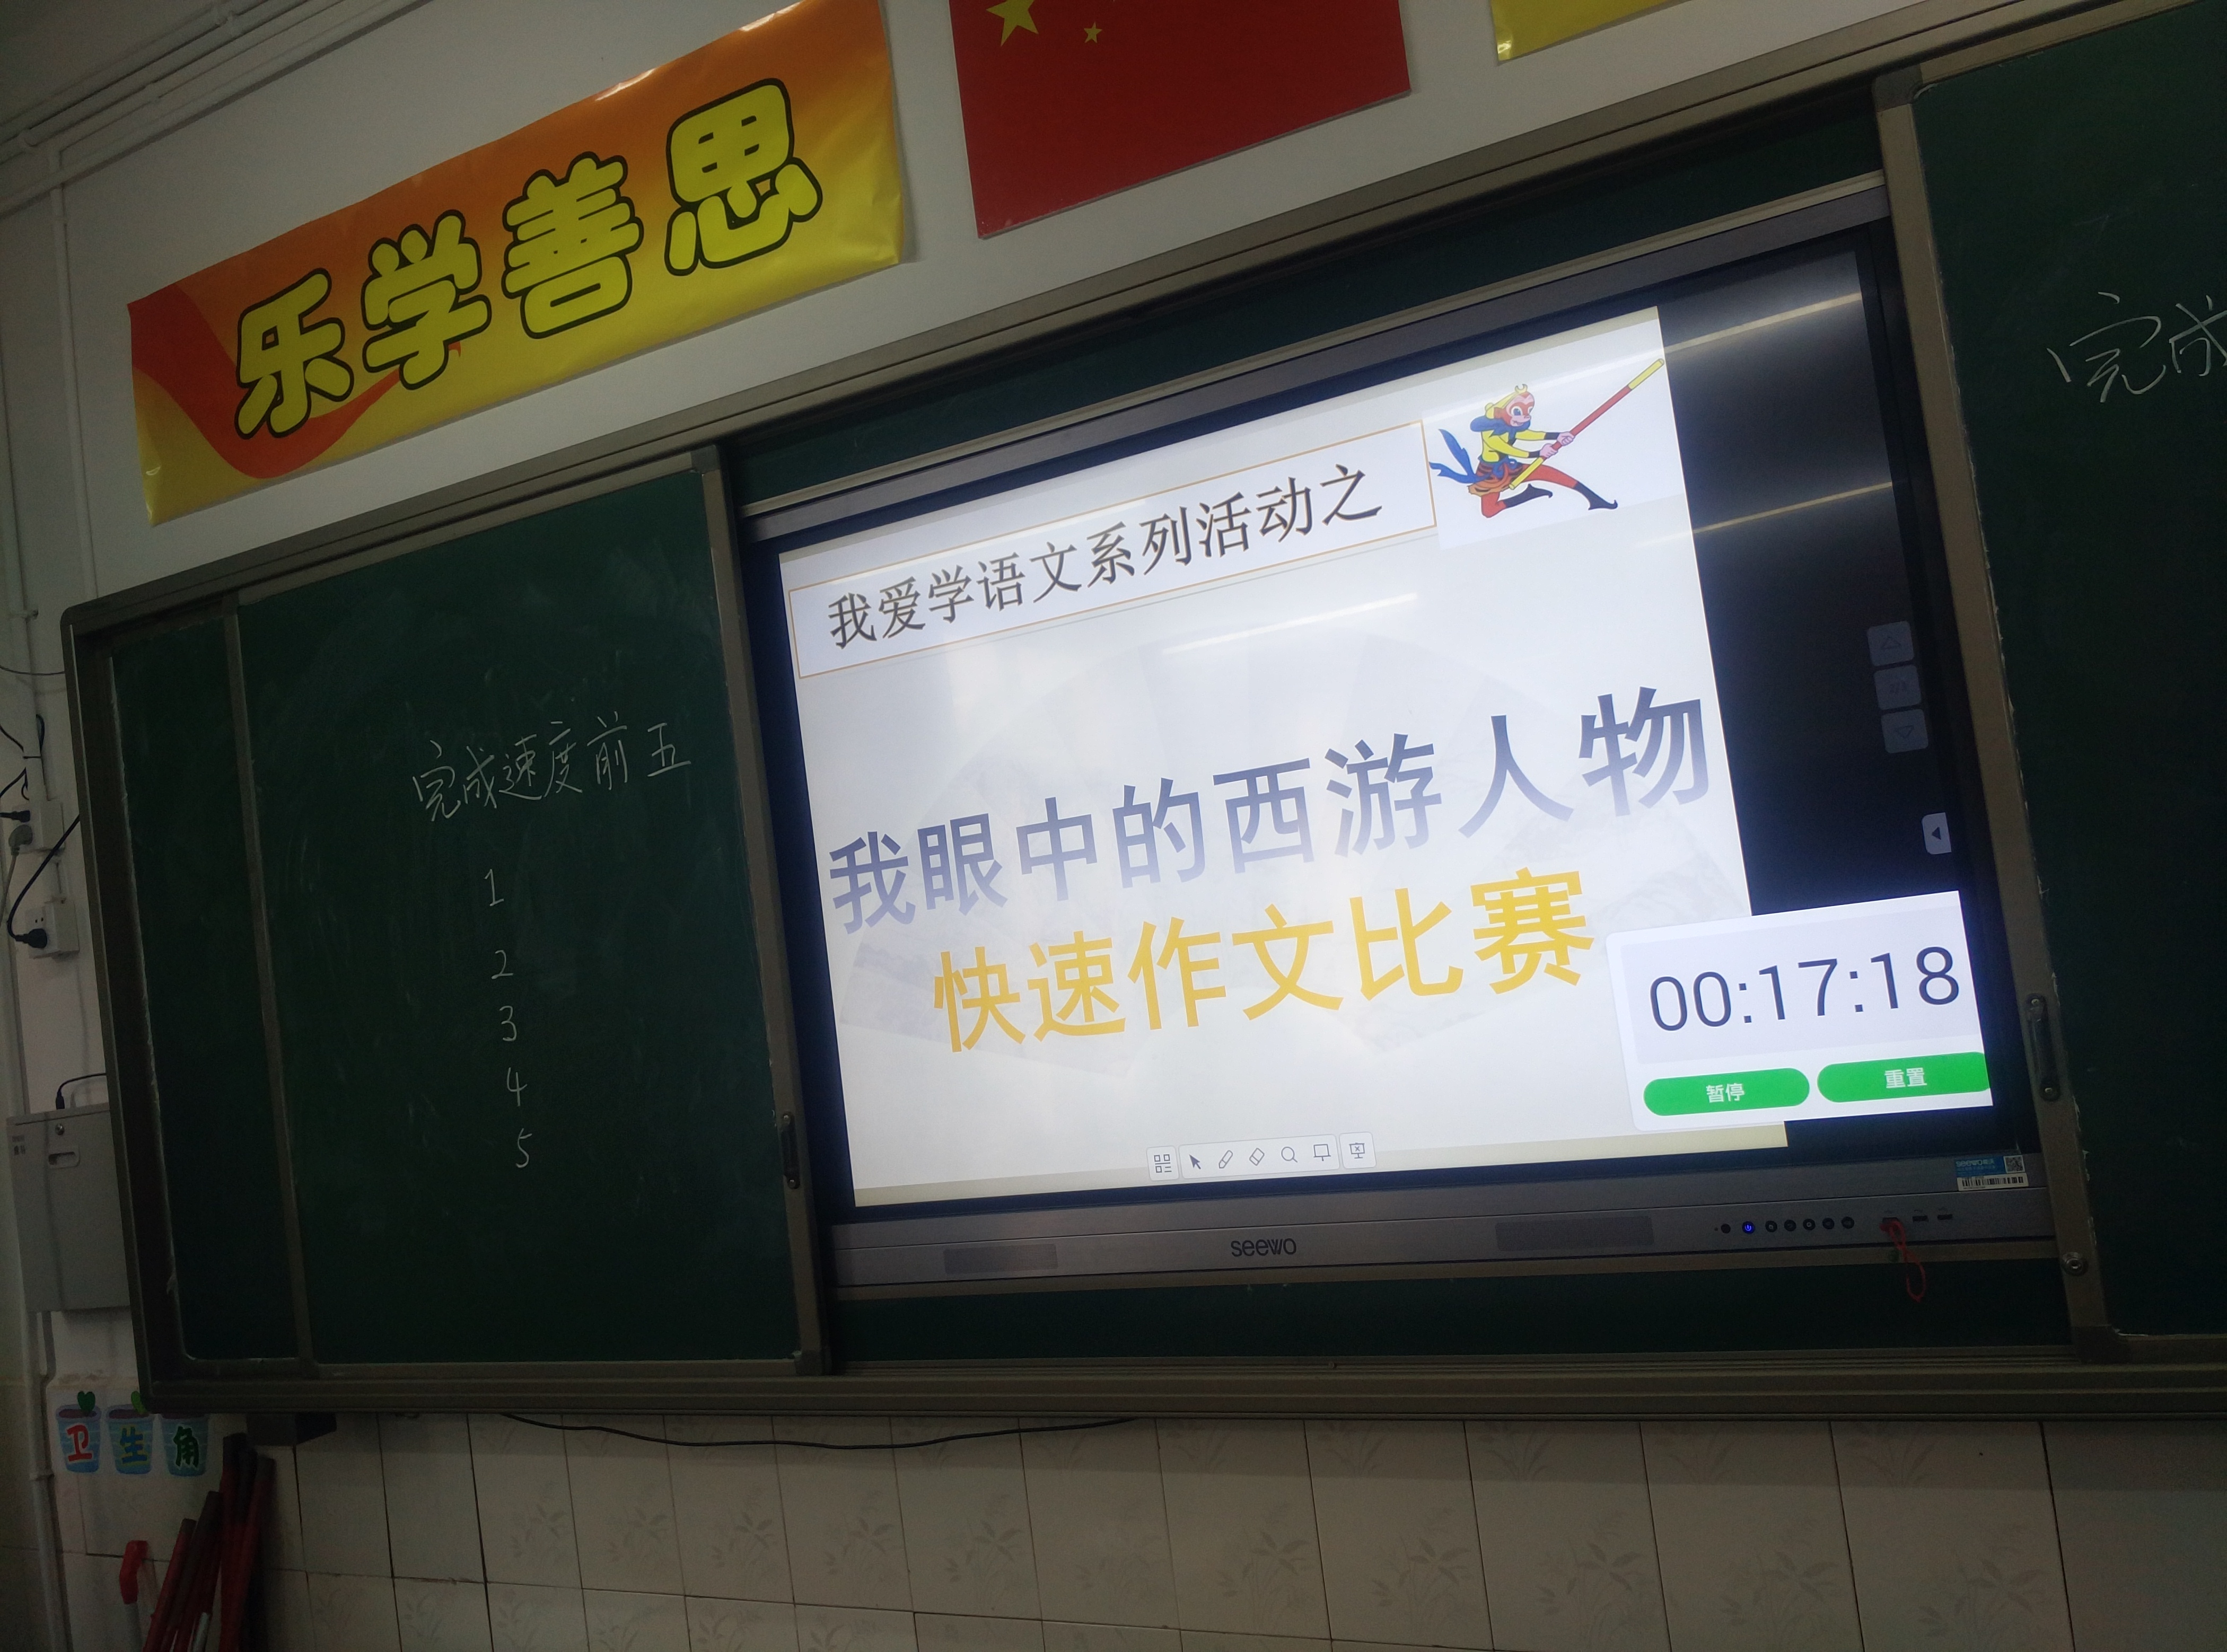 乐学善思
我爱学语文系列活动之
我眼中的西游人物
快速作文比赛
00:17:18
暂停
重置
完成速度前五
1
2
3
4
5
完成
seewo
卫生角